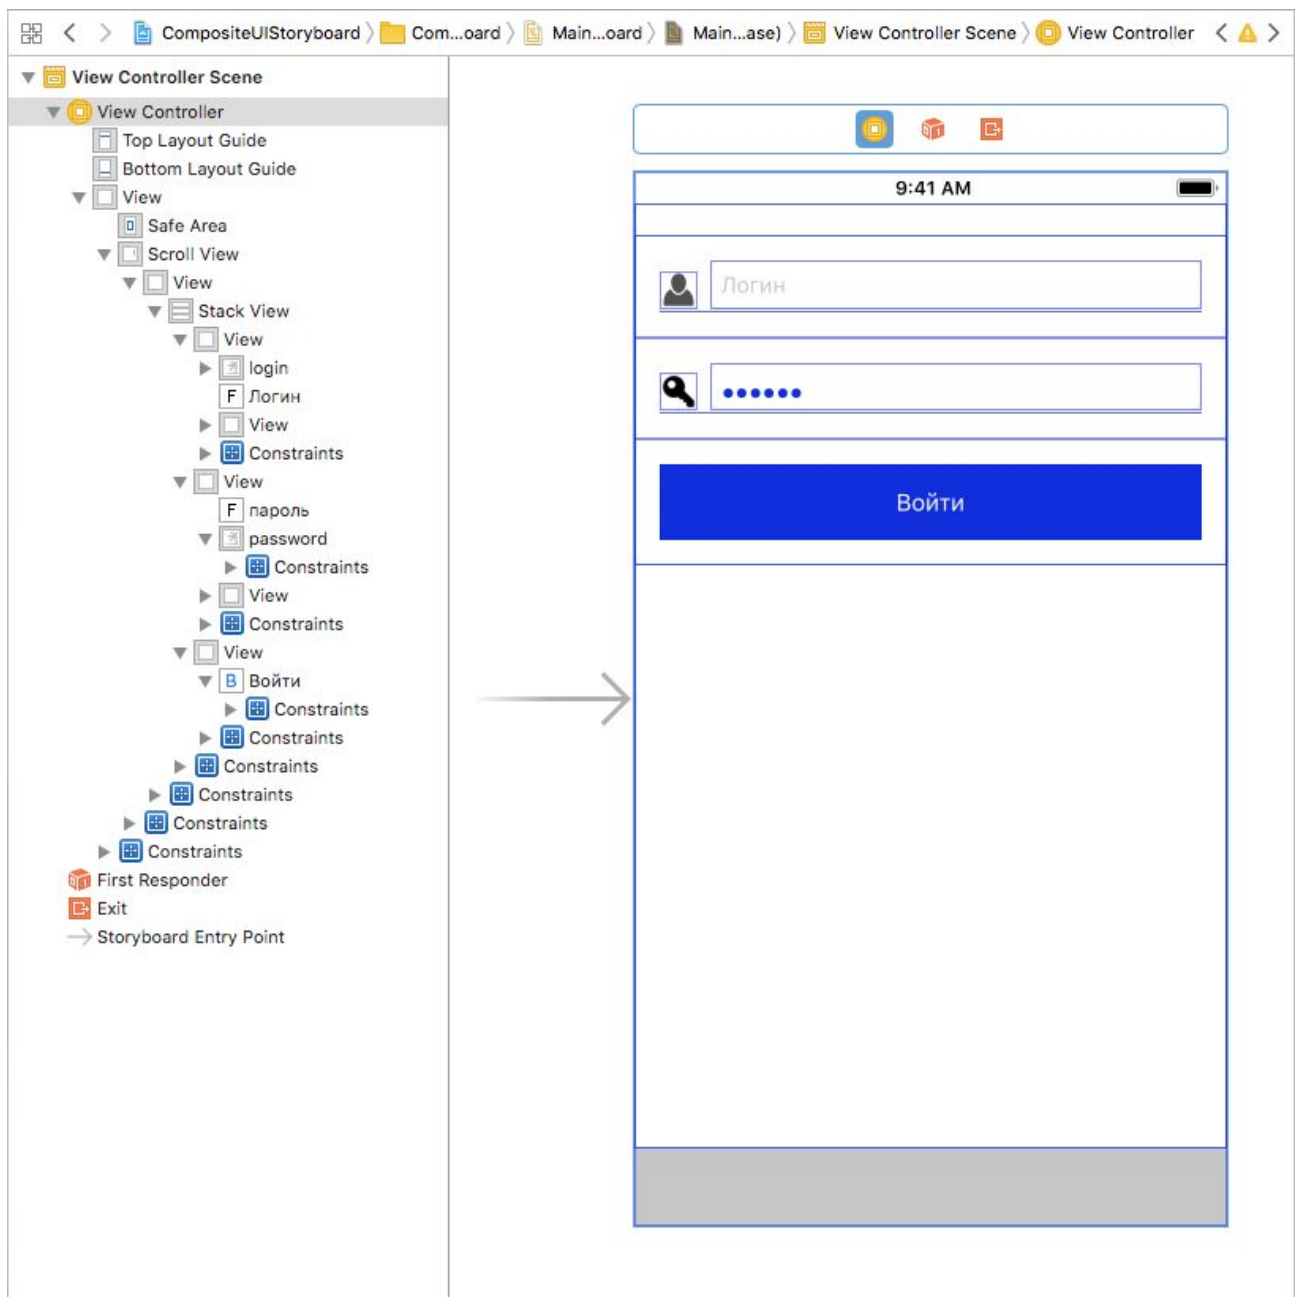 CompositeUIStoryboard Com...oard Main...oard Main...ase) View Controller Scene View Controller
View Controller Scene
View Controller
Top Layout Guide
Bottom Layout Guide
View
Safe Area
Scroll View
View
Stack View
View
login
F Логин
View
Constraints
View
F пароль
password
Constraints
View
Constraints
View
B Войти
Constraints
Constraints
Constraints
Constraints
Constraints
Constraints
First Responder
Exit
Storyboard Entry Point
9:41 AM
Логин
Войти